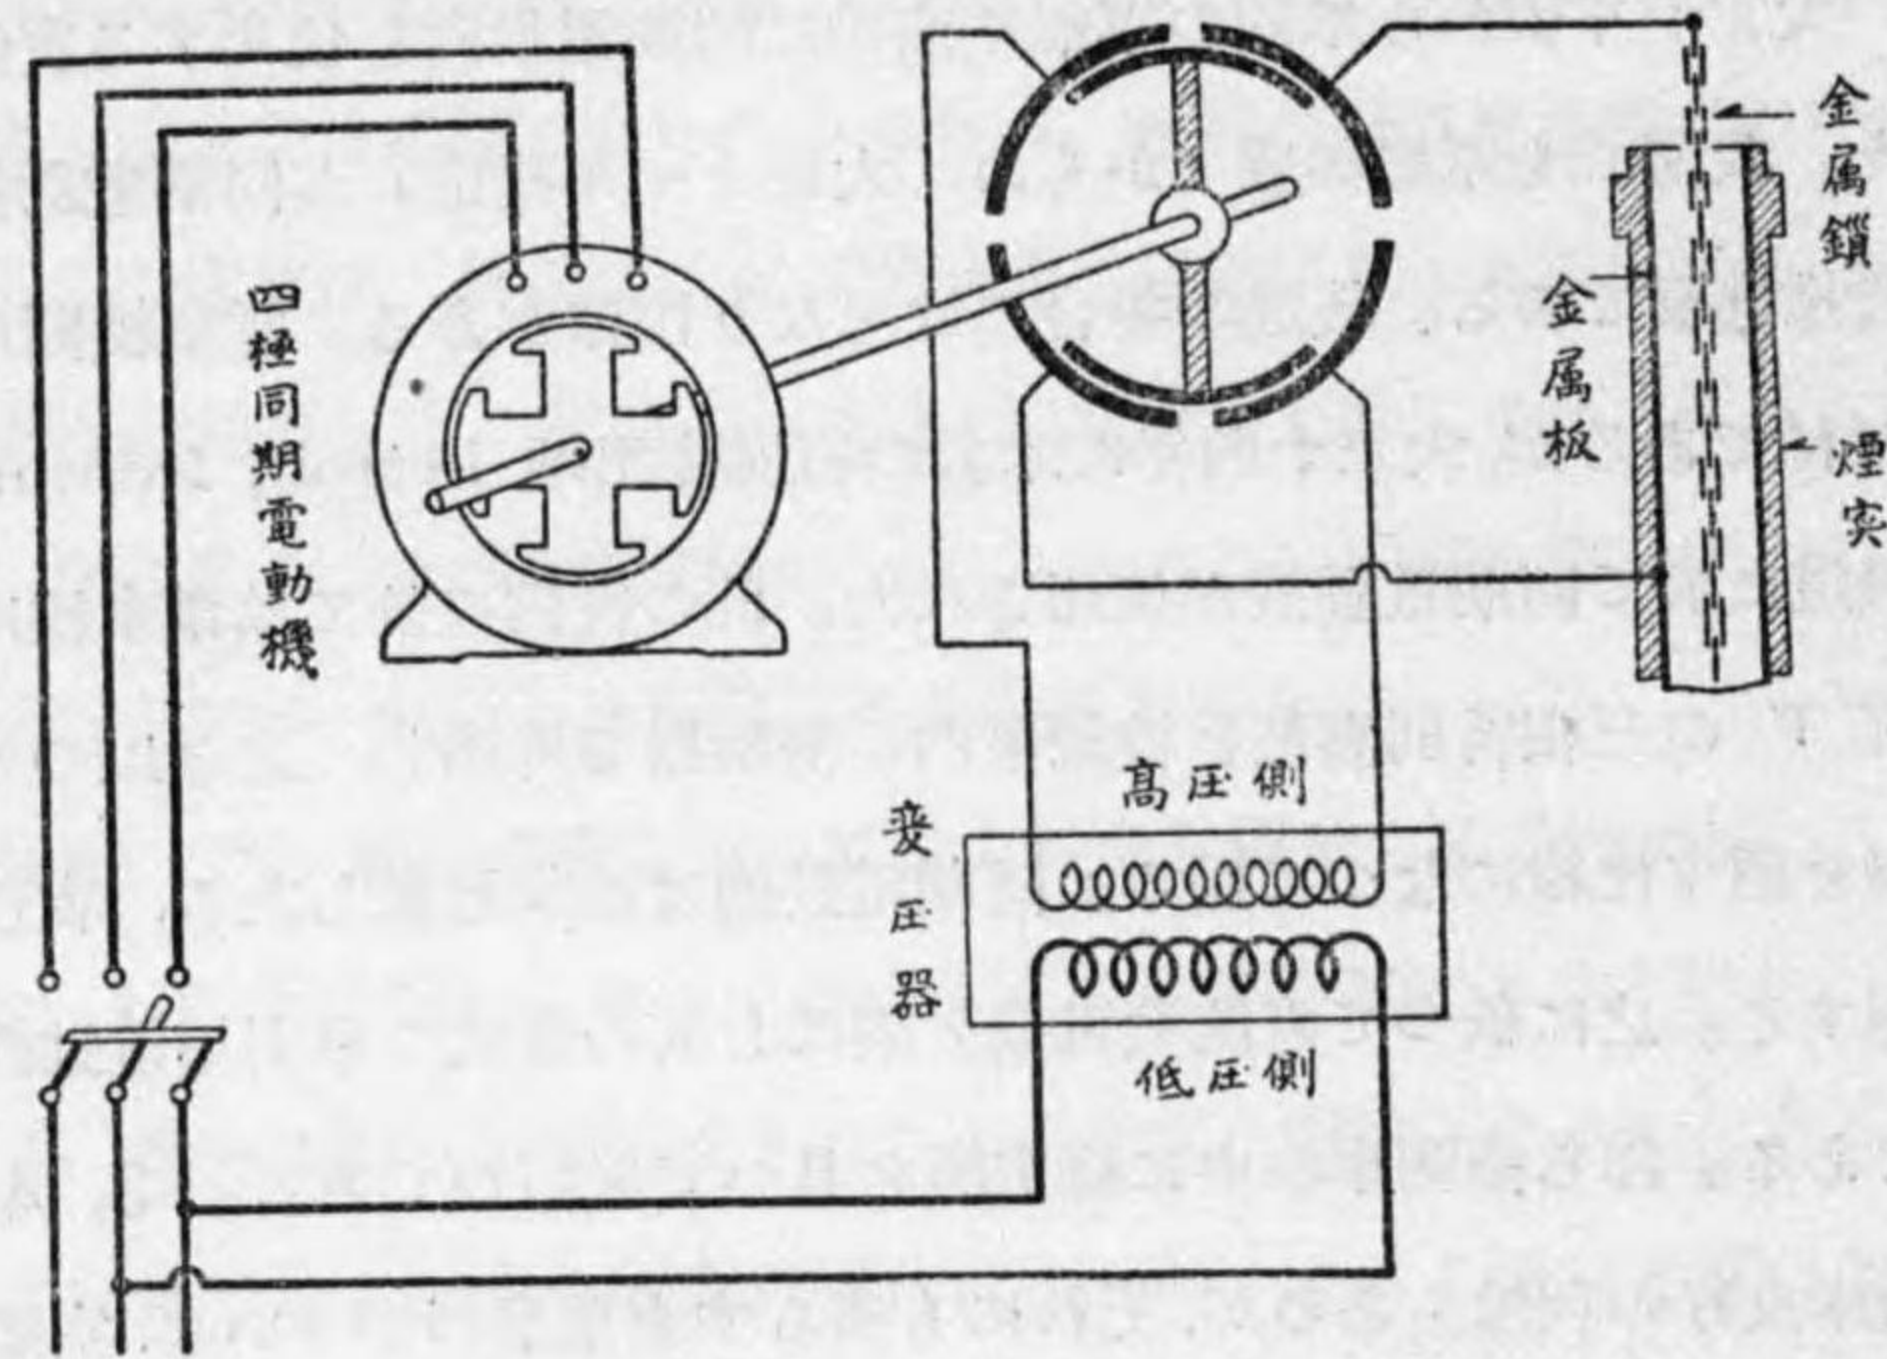 金属鎖
金属板
煙突
四極同期電動機
高圧側
変圧器
低圧側